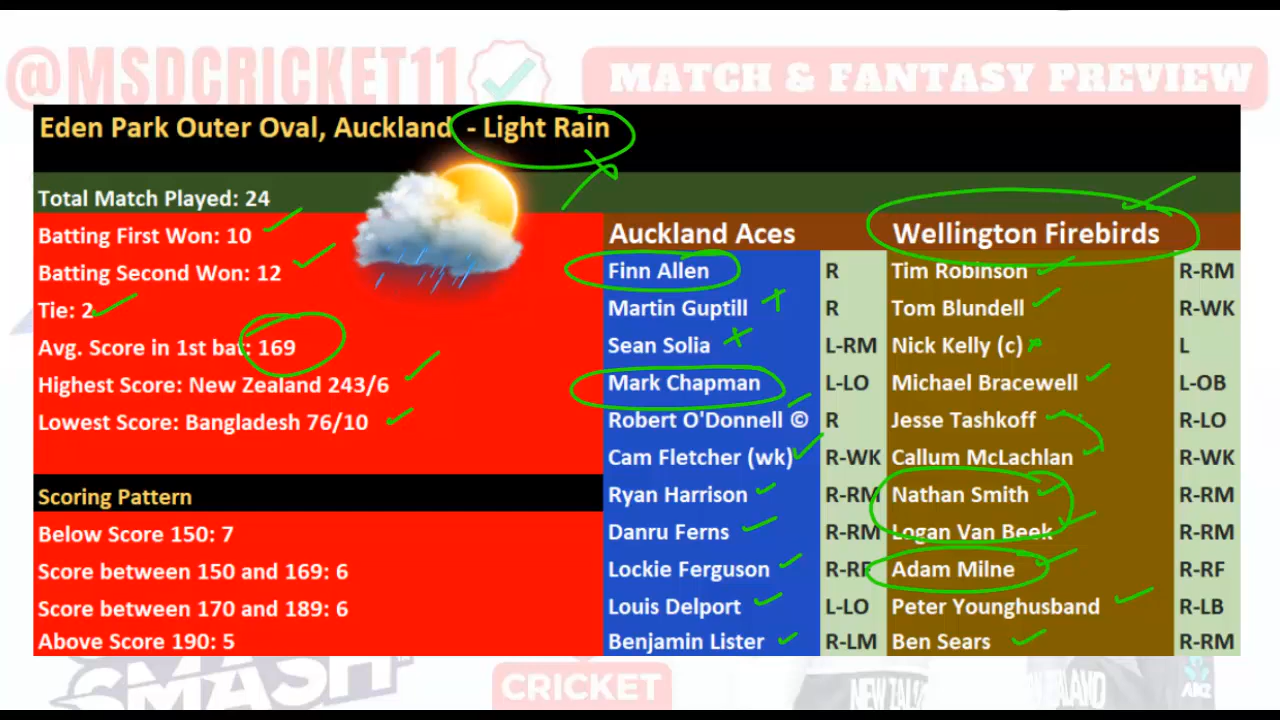 @MSDCRICKET11
MATCH & FANTASY PREVIEW
Eden Park Outer Oval, Auckland - Light Rain
Total Match Played: 24
Batting First Won: 10
Batting Second Won: 12
Tie: 2
Avg. Score in 1st bat: 169
Highest Score: New Zealand 243/6
Lowest Score: Bangladesh 76/10
Scoring Pattern
Below Score 150: 7
Score between 150 and 169: 6
Score between 170 and 189: 6
Above Score 190: 5
Auckland Aces Wellington Firebirds
Finn Allen R Tim Robinson R-RM
Martin Guptill R Tom Blundell R-WK
Sean Solia L-RM Nick Kelly (c) L
Mark Chapman L-LO Michael Bracewell L-OB
Robert O'Donnell © R Jesse Tashkoff R-LO
Cam Fletcher (wk) R-WK Callum McLachlan R-WK
Ryan Harrison R-RM Nathan Smith R-RM
Danru Ferns R-RM Logan Van Beek R-RM
Lockie Ferguson R-RF Adam Milne R-RF
Louis Delport L-LO Peter Younghusband R-LB
Benjamin Lister R-LM Ben Sears R-RM
SMASH
CRICKET
ANZ